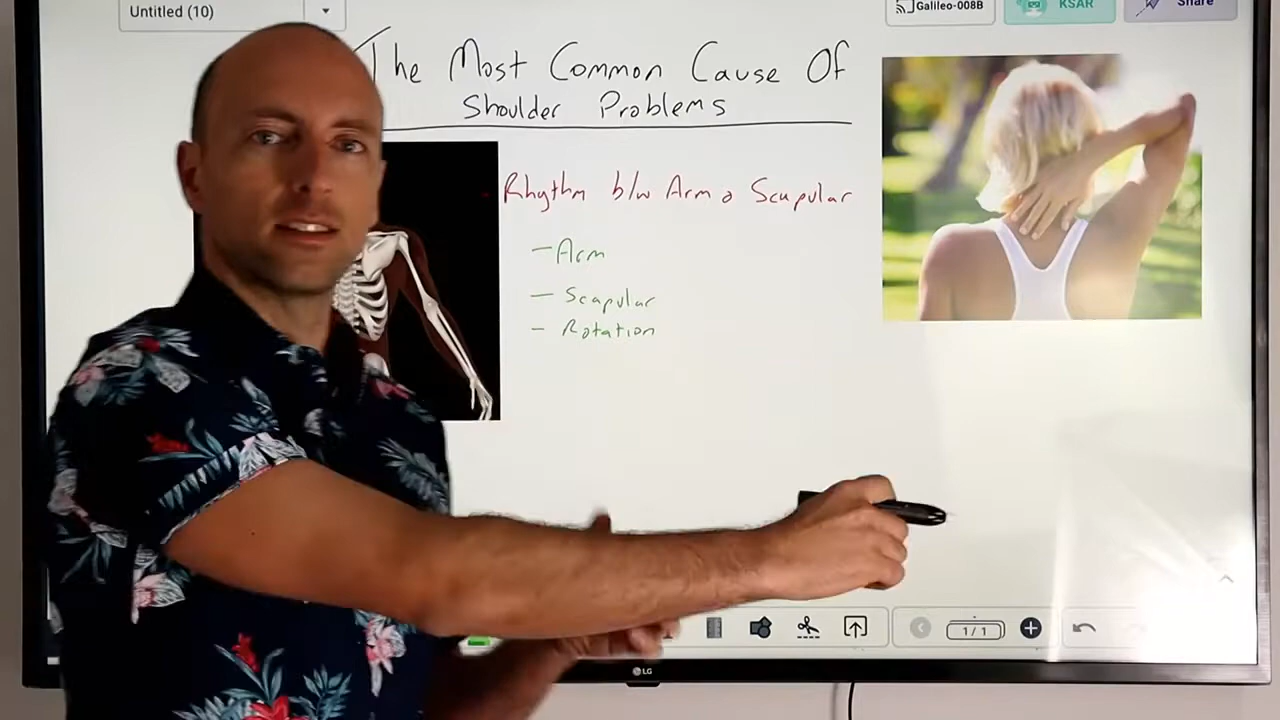 Untitled (10)
Galileo-008B
KSAR
Share
The Most Common Cause Of
Shoulder Problems
Rhythm b/w Arm & Scapular
- Arm
- Scapular
- Rotation
1/1
LG